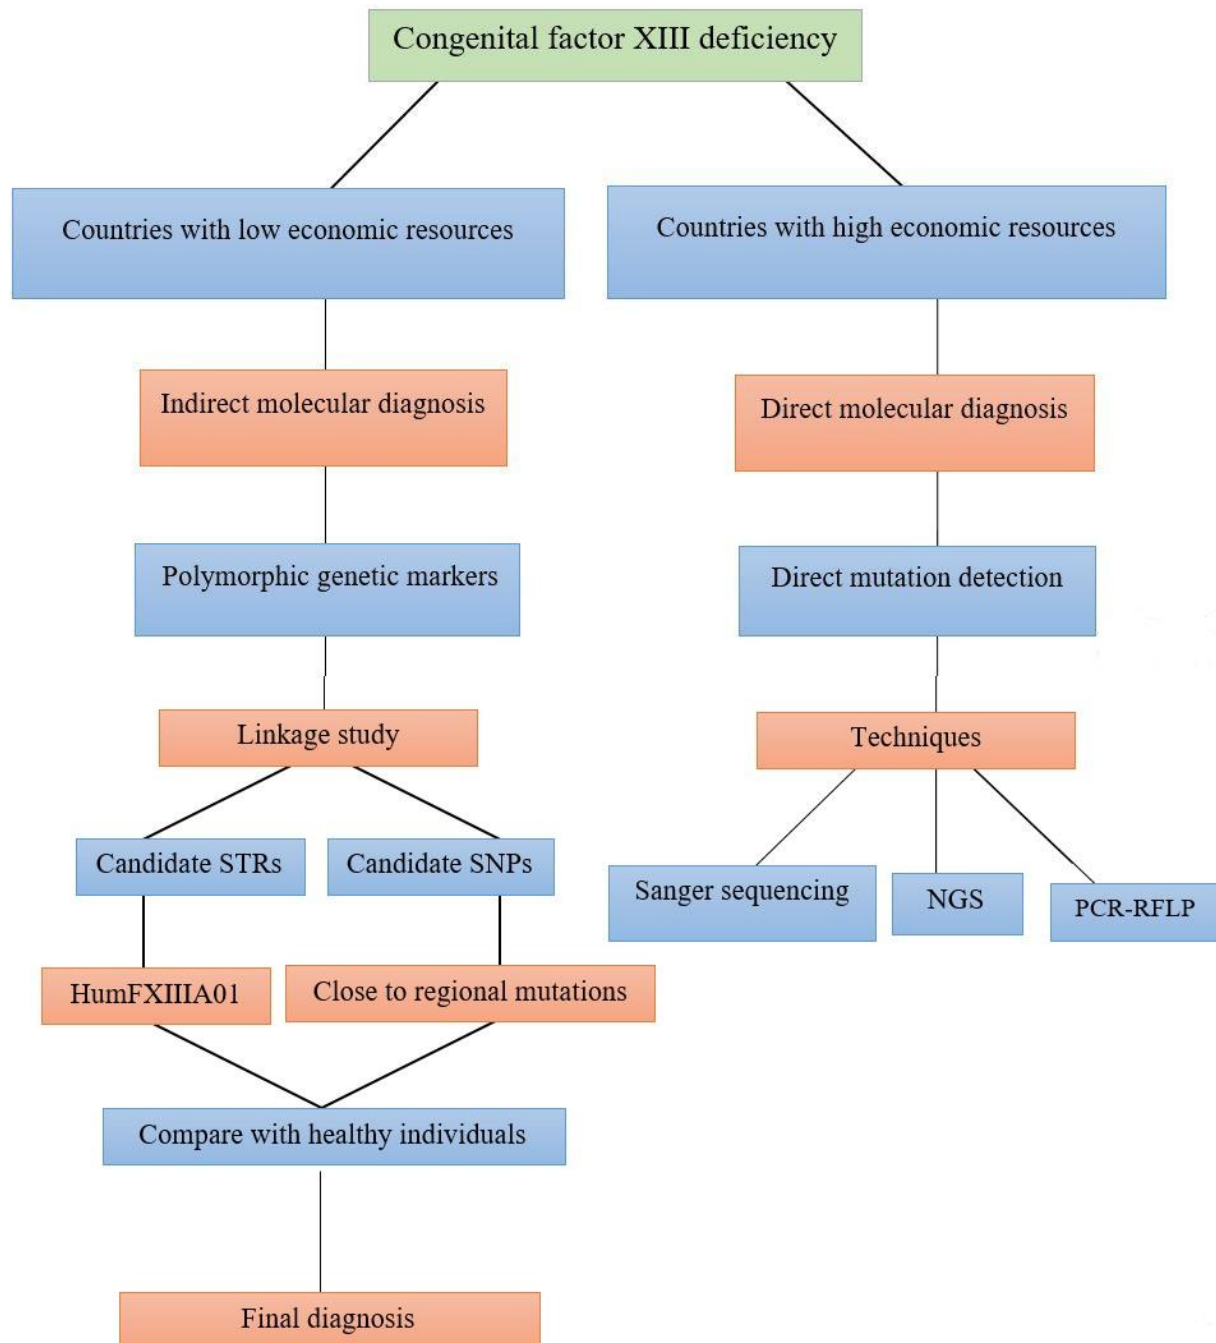 Congenital factor XIII deficiency
Countries with low economic resources
Countries with high economic resources
Indirect molecular diagnosis
Direct molecular diagnosis
Polymorphic genetic markers
Direct mutation detection
Linkage study
Techniques
Candidate STRs
Candidate SNPs
Sanger sequencing
NGS
PCR-RFLP
HumFXIIIA01
Close to regional mutations
Compare with healthy individuals
Final diagnosis